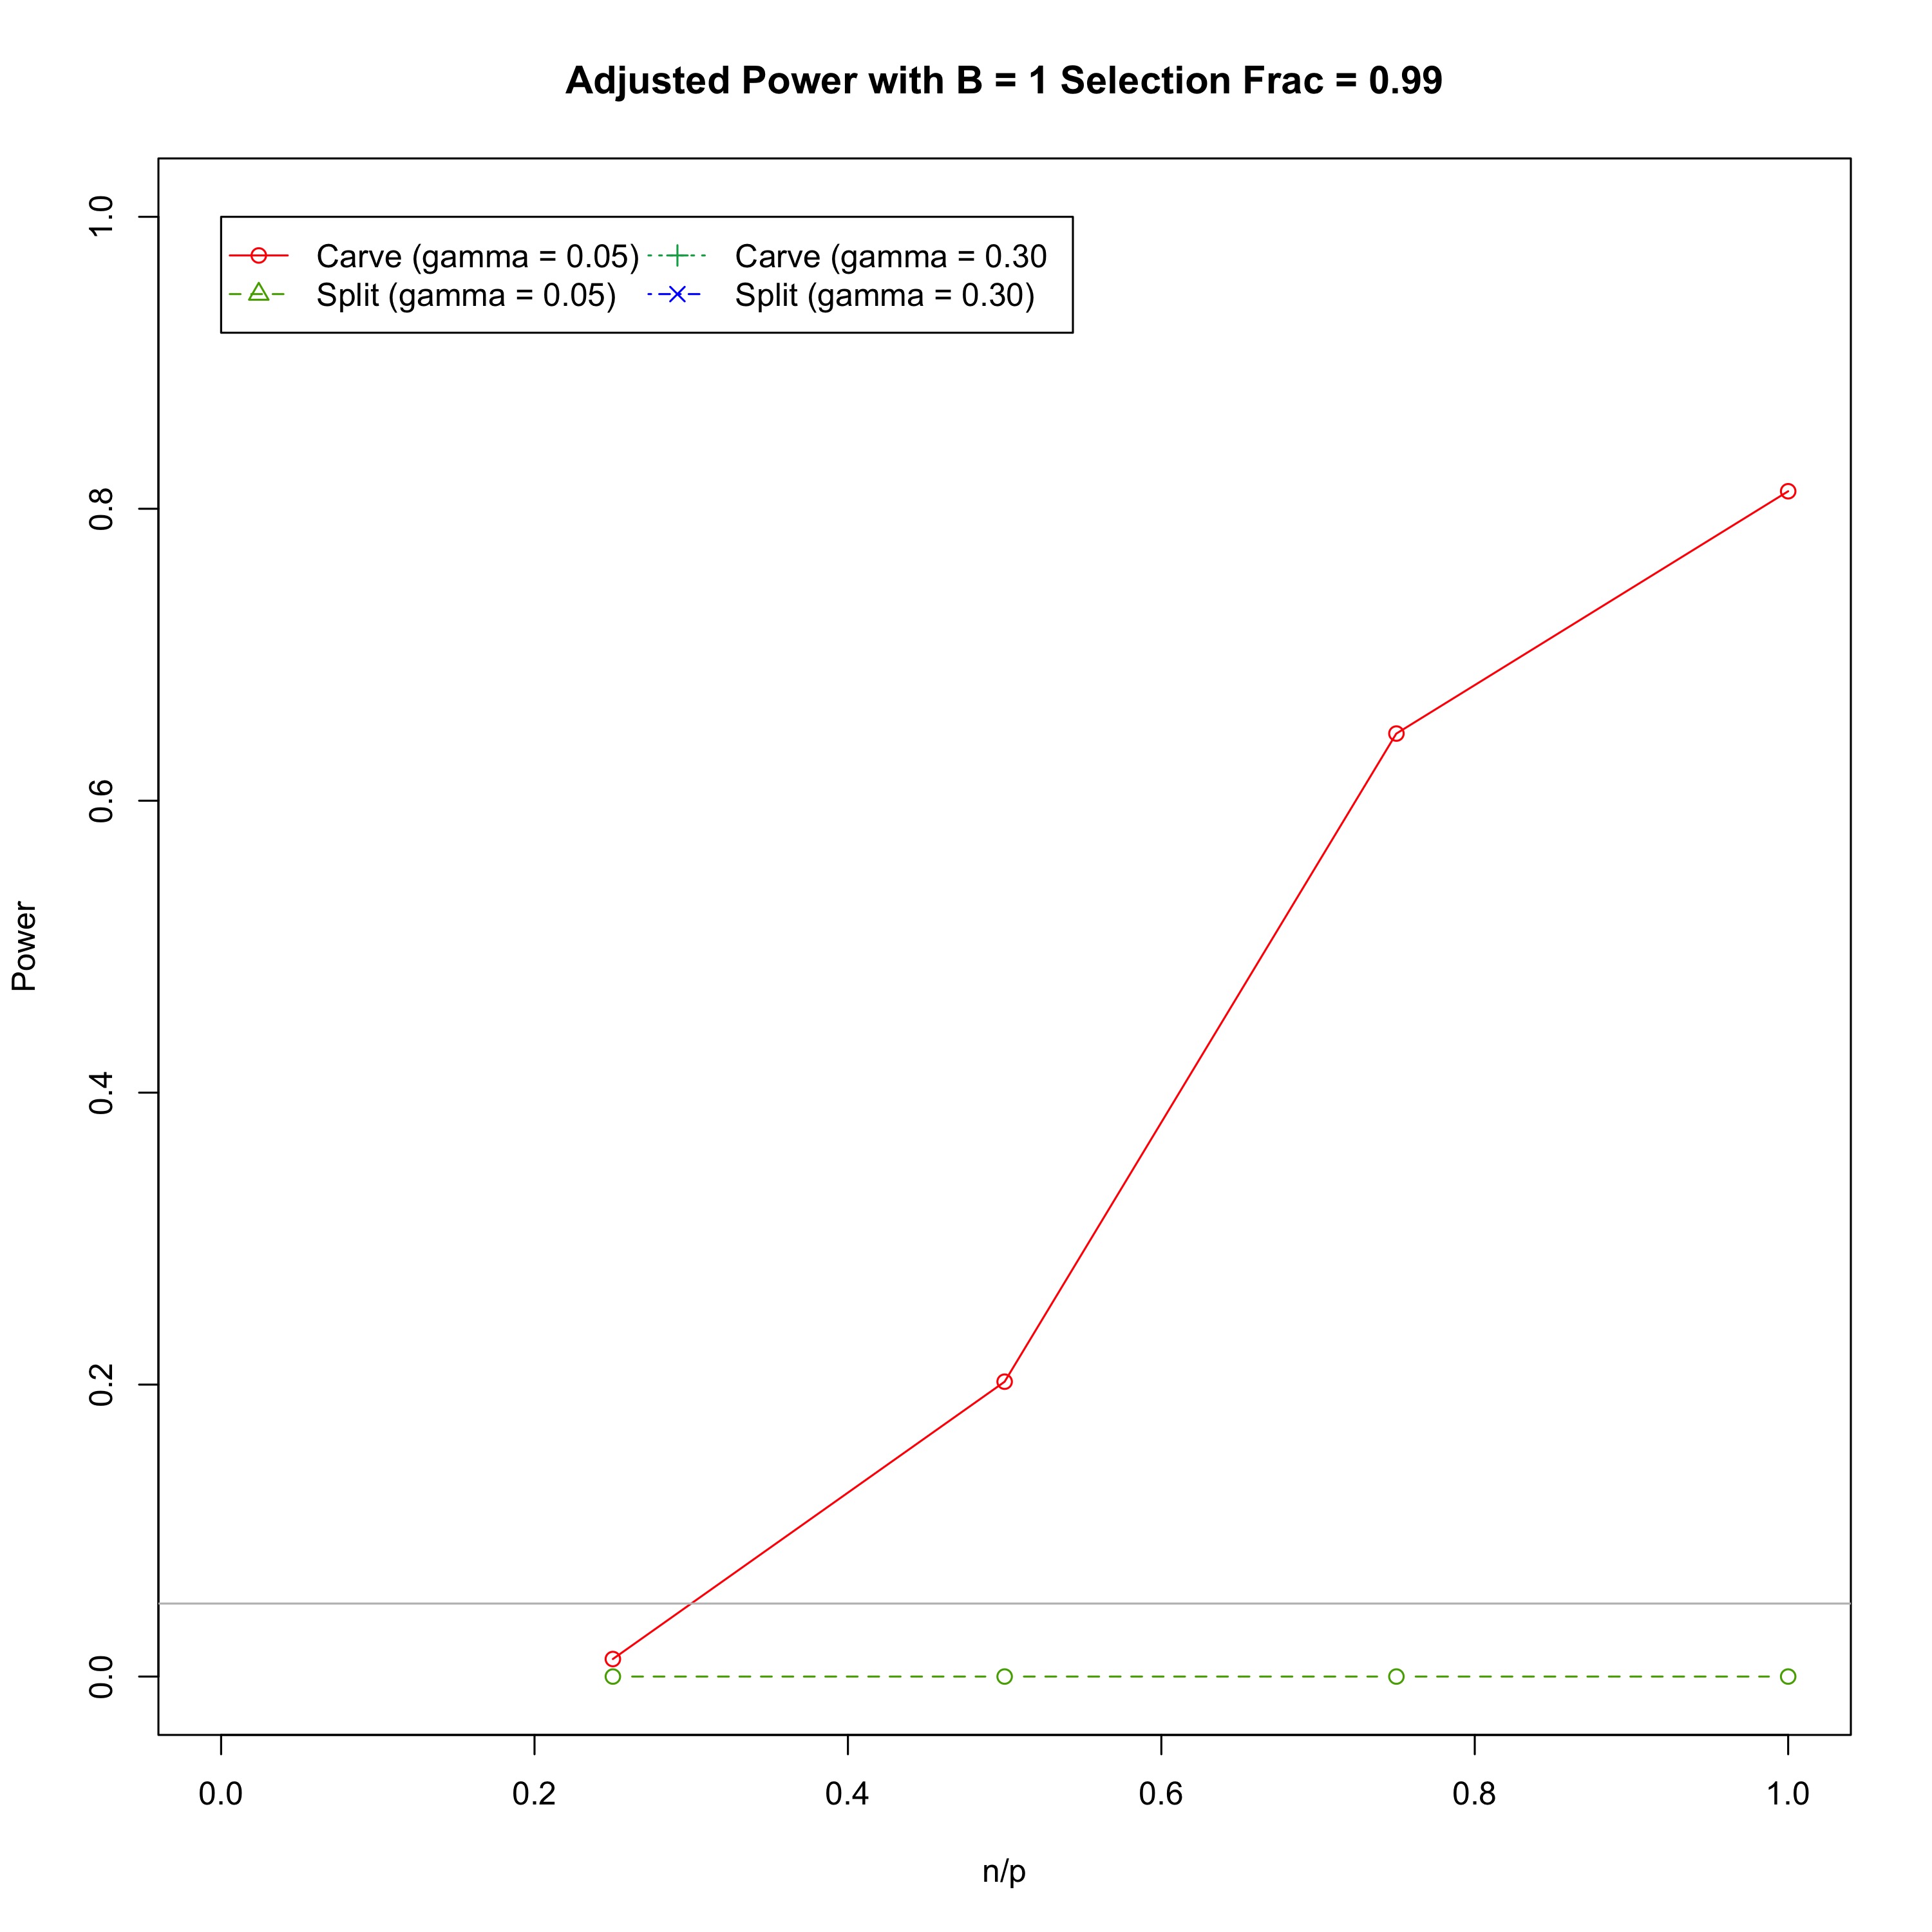 Adjusted Power with B = 1 Selection Frac = 0.99
Carve (gamma = 0.05) Carve (gamma = 0.30
Split (gamma = 0.05) Split (gamma = 0.30)
1.0
0.8
0.6
0.4
0.2
0.0
Power
0.0 0.2 0.4 0.6 0.8 1.0
n/p